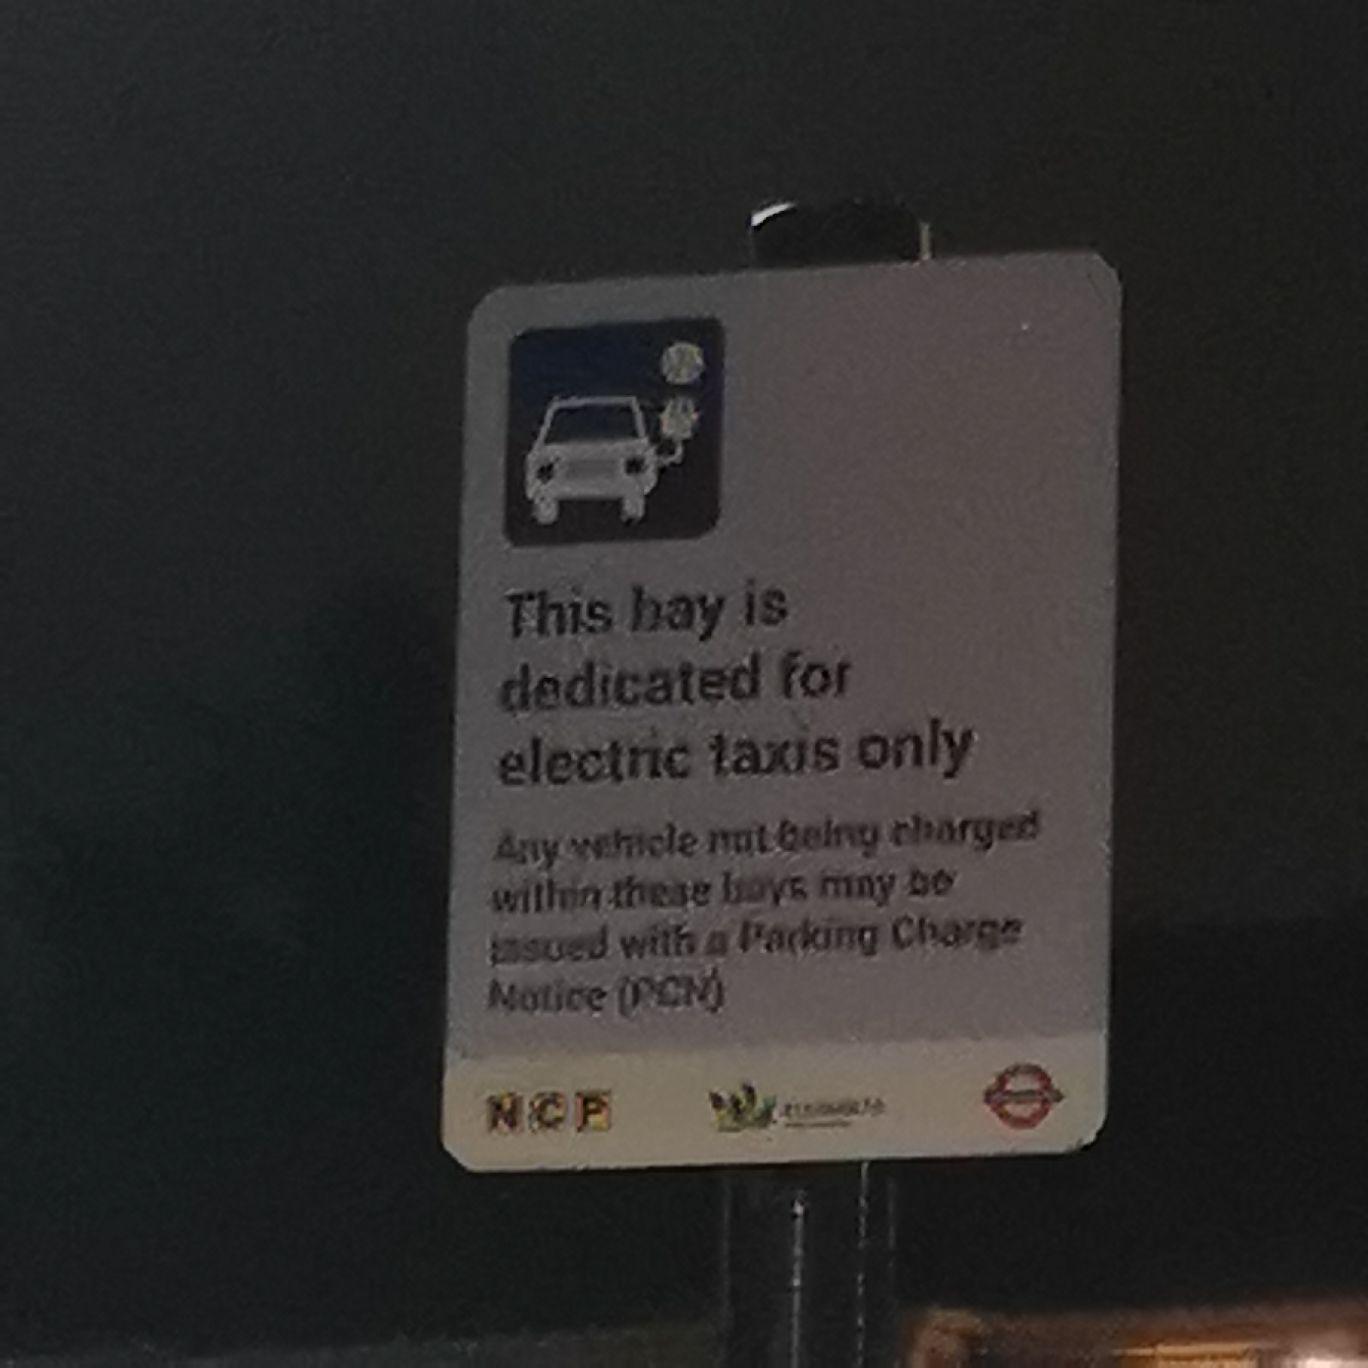 This bay is
dedicated for
electric taxis only
Any vehicle not being charged
within these bays may be
issued with a Parking Charge
Notice (PCN)
NCP